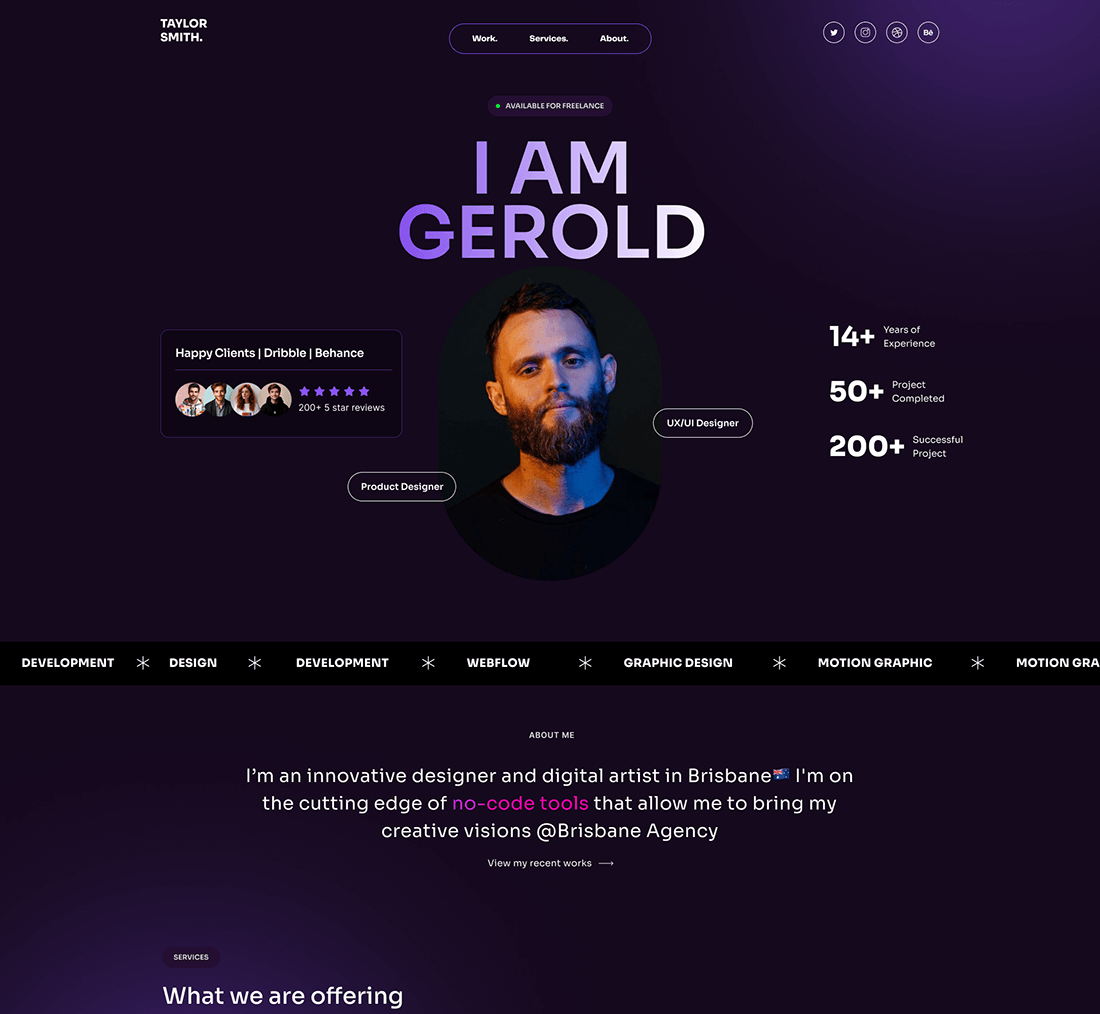 TAYLOR
SMITH.
Work. Services. About.
Bē
AVAILABLE FOR FREELANCE
I AM
GEROLD
Happy Clients | Dribble | Behance
200+ 5 star reviews
14+ Years of
Experience
50+ Project
Completed
200+ Successful
Project
UX/UI Designer
Product Designer
DEVELOPMENT DESIGN DEVELOPMENT WEBFLOW GRAPHIC DESIGN MOTION GRAPHIC MOTION GRA
ABOUT ME
I’m an innovative designer and digital artist in Brisbane🇦🇺 I'm on
the cutting edge of no-code tools that allow me to bring my
creative visions @Brisbane Agency
View my recent works ⟶
SERVICES
What we are offering